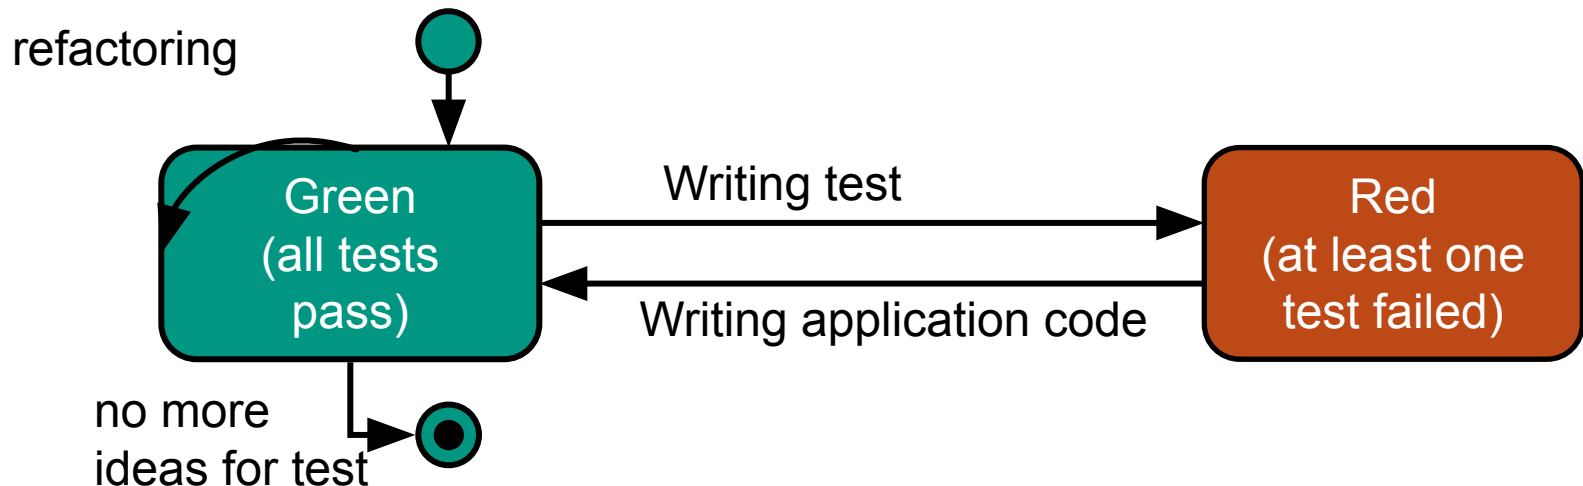 refactoring
Green
(all tests
pass)
Writing test
Writing application code
Red
(at least one
test failed)
no more
ideas for test